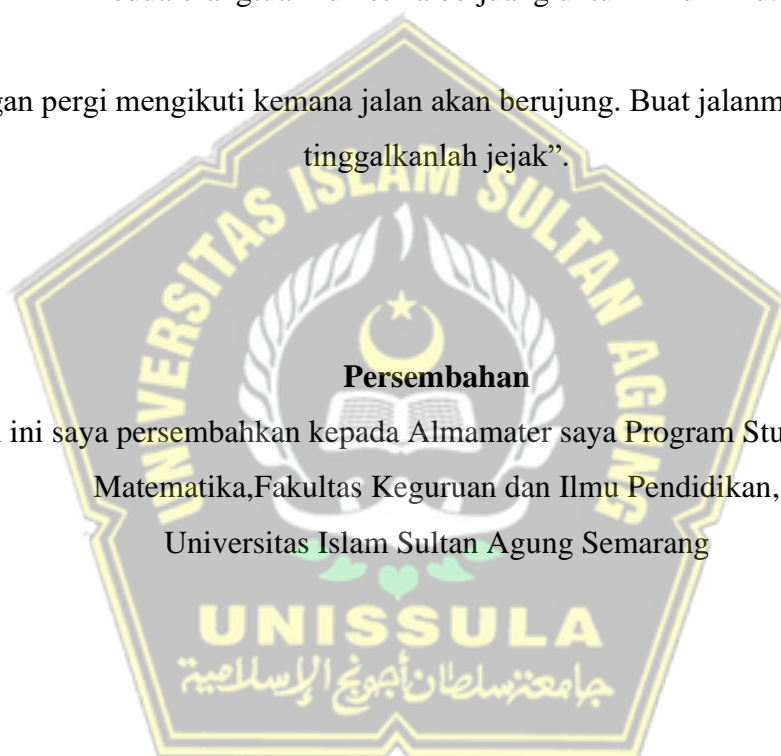 gan pergi mengikuti kemana jalan akan berujung. Buat jalanm
tinggalkanlah jejak”.
UNIVERSITAS ISLAM SULTAN AGUNG
Persembahan
ini saya persembahkan kepada Almamater saya Program Stu
Matematika,Fakultas Keguruan dan Ilmu Pendidikan,
Universitas Islam Sultan Agung Semarang
UNISSULA
جامعتسلطان أجونج الإسلامية